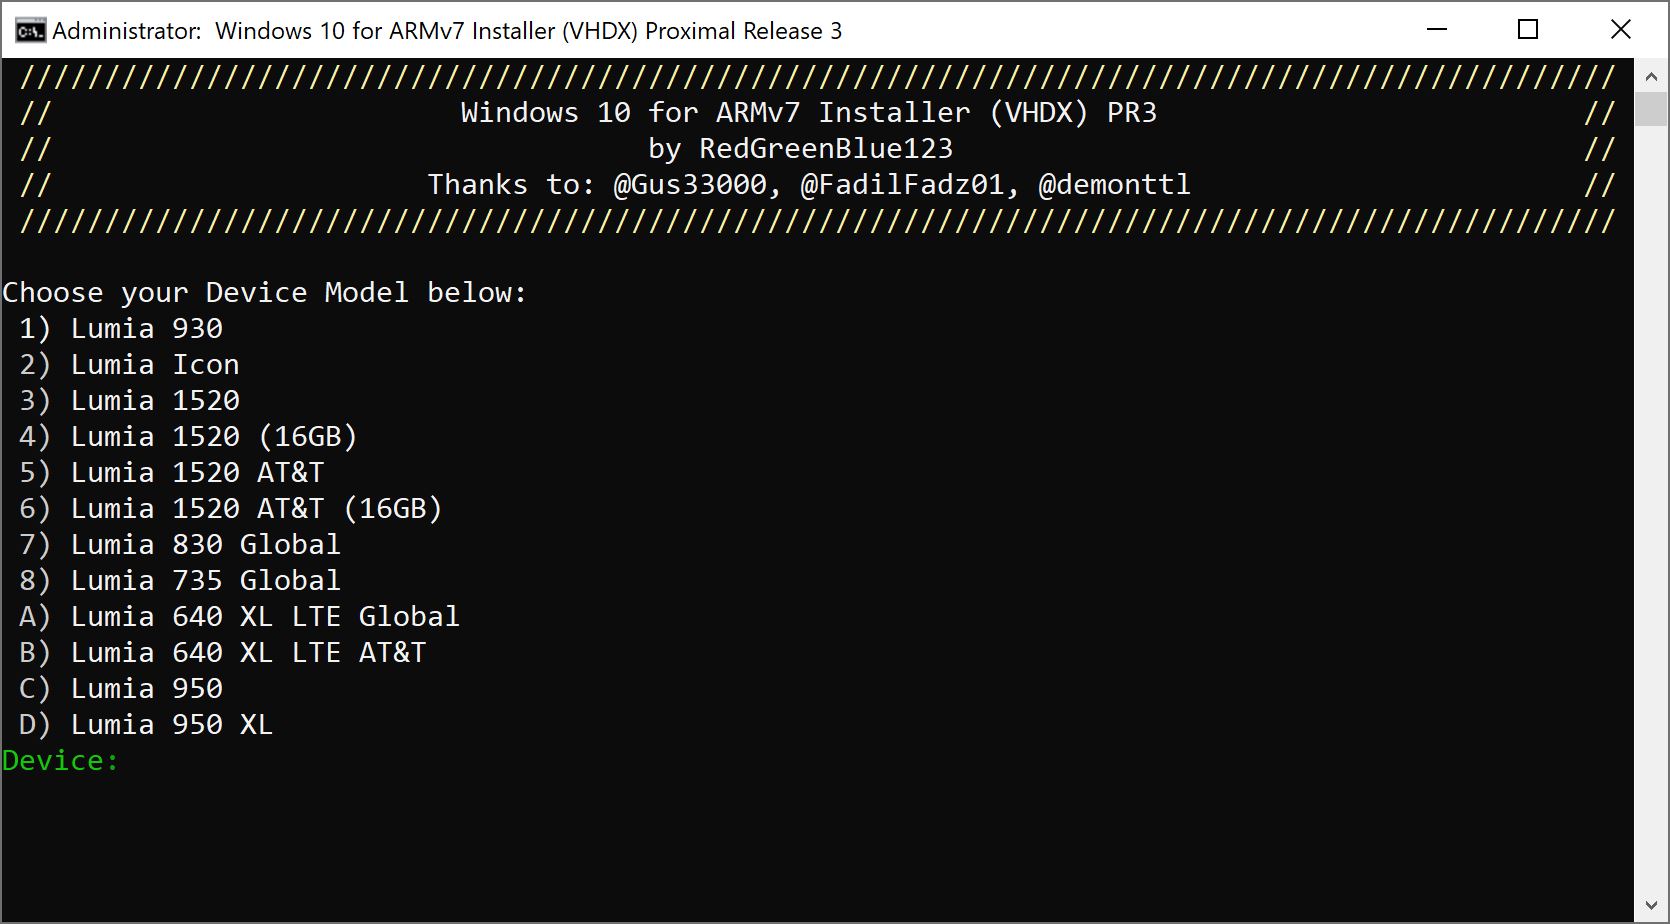 Administrator:  Windows 10 for ARMv7 Installer (VHDX) Proximal Release 3
//////////////////////////////////////////////////////////////////////////////////////////////
// Windows 10 for ARMv7 Installer (VHDX) PR3 //
// by RedGreenBlue123 //
// Thanks to: @Gus33000, @FadilFadz01, @demonttl //
//////////////////////////////////////////////////////////////////////////////////////////////
Choose your Device Model below:
1) Lumia 930
2) Lumia Icon
3) Lumia 1520
4) Lumia 1520 (16GB)
5) Lumia 1520 AT&T
6) Lumia 1520 AT&T (16GB)
7) Lumia 830 Global
8) Lumia 735 Global
A) Lumia 640 XL LTE Global
B) Lumia 640 XL LTE AT&T
C) Lumia 950
D) Lumia 950 XL
Device: